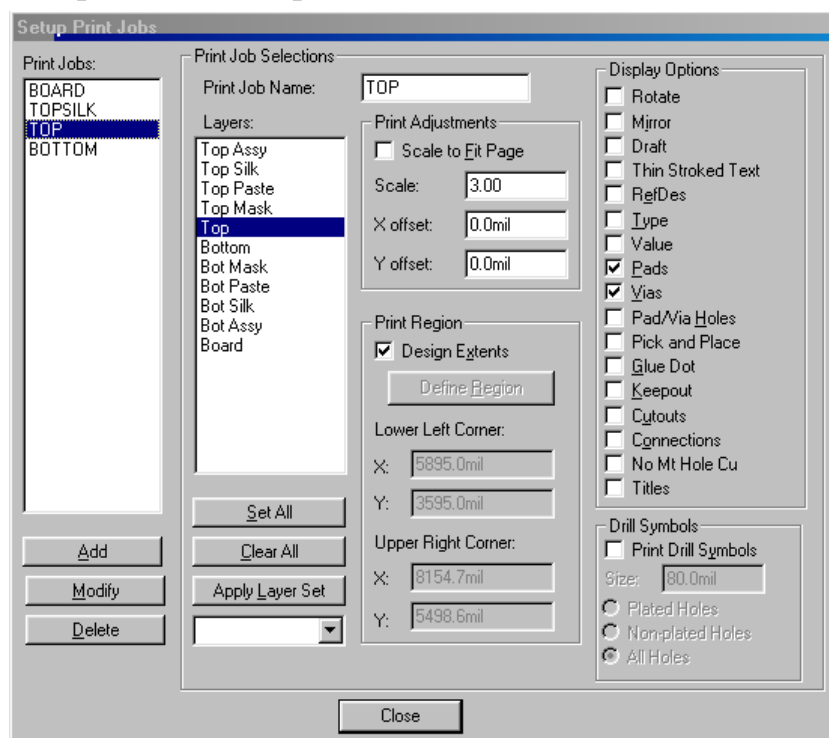 Setup Print Jobs
Print Jobs:
BOARD
TOPSILK
TOP
BOTTOM
Add
Modify
Delete
Print Job Selections
Print Job Name:
TOP
Layers:
Top Assy
Top Silk
Top Paste
Top Mask
Top
Bottom
Bot Mask
Bot Paste
Bot Silk
Bot Assy
Board
Set All
Clear All
Apply Layer Set
Print Adjustments
Scale to Fit Page
Scale: 3.00
X offset: 0.0mil
Y offset: 0.0mil
Print Region
Design Extents
Define Region
Lower Left Corner:
X: 5895.0mil
Y: 3595.0mil
Upper Right Corner:
X: 8154.7mil
Y: 5498.6mil
Display Options
Rotate
Mirror
Draft
Thin Stroked Text
RefDes
Type
Value
Pads
Vias
Pad/Via Holes
Pick and Place
Glue Dot
Keepout
Cutouts
Connections
No Mt Hole Cu
Titles
Drill Symbols
Print Drill Symbols
Size: 80.0mil
Plated Holes
Non-plated Holes
All Holes
Close